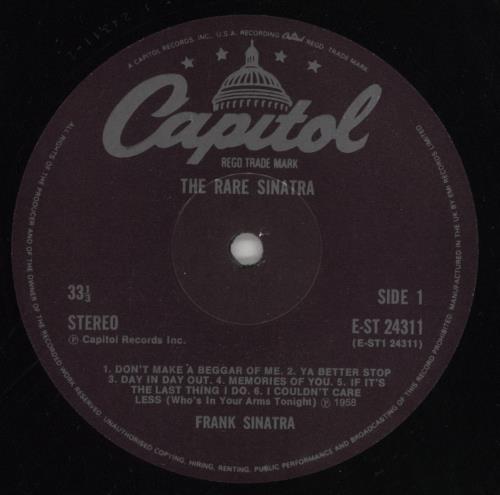 A CAPITOL RECORDS, INC., U.S.A. RECORDING Capitol REGD. TRADE MARK
Capitol
REGD TRADE MARK
THE RARE SINATRA
33⅓
SIDE 1
STEREO
E-ST 24311
Ⓟ Capitol Records Inc.
(E-ST1 24311)
1. DON'T MAKE A BEGGAR OF ME. 2. YA BETTER STOP
3. DAY IN DAY OUT. 4. MEMORIES OF YOU. 5. IF IT'S
THE LAST THING I DO. 6. I COULDN'T CARE
LESS (Who's In Your Arms Tonight) Ⓟ 1958
FRANK SINATRA
ALL RIGHTS OF THE PRODUCER AND OF THE OWNER OF THE RECORDED WORK RESERVED. UNAUTHORISED COPYING, HIRING, RENTING, PUBLIC PERFORMANCE AND BROADCASTING OF THIS RECORD PROHIBITED. MANUFACTURED IN THE UK BY EMI RECORDS LIMITED